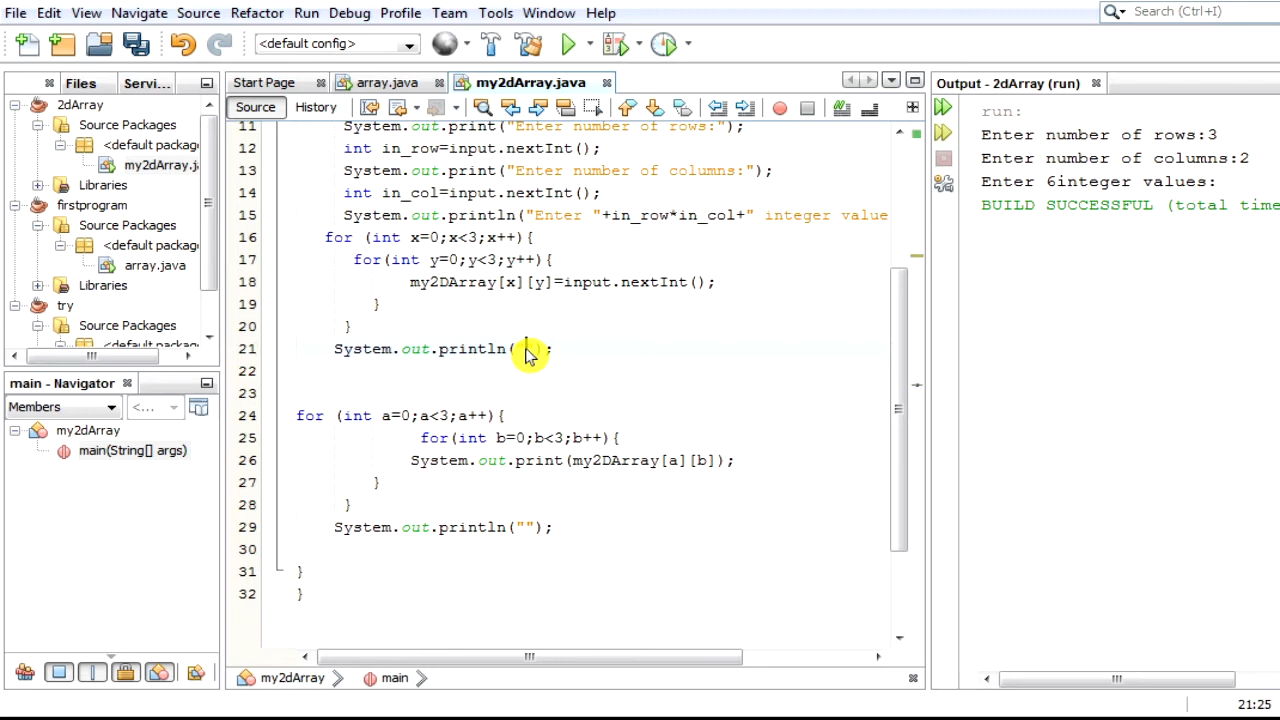 File Edit View Navigate Source Refactor Run Debug Profile Team Tools Window Help
Search (Ctrl+I)
<default config>
Files Servi...
Start Page array.java my2dArray.java
Output - 2dArray (run)
Source History
2dArray
Source Packages
<default packag
my2dArray.j
Libraries
firstprogram
Source Packages
<default packag
array.java
Libraries
try
Source Packages
main - Navigator
Members <...
my2dArray
main(String[] args)
11 System.out.print("Enter number of rows:");
12 int in_row=input.nextInt();
13 System.out.print("Enter number of columns:");
14 int in_col=input.nextInt();
15 System.out.println("Enter "+in_row*in_col+" integer value
16 for (int x=0;x<3;x++){
17 for(int y=0;y<3;y++){
18 my2DArray[x][y]=input.nextInt();
19 }
20 }
21 System.out.println( );
22
23
24 for (int a=0;a<3;a++){
25 for(int b=0;b<3;b++){
26 System.out.print(my2DArray[a][b]);
27 }
28 }
29 System.out.println("");
30
31 }
32 }
my2dArray main
run:
Enter number of rows:3
Enter number of columns:2
Enter 6integer values:
BUILD SUCCESSFUL (total time
21:25